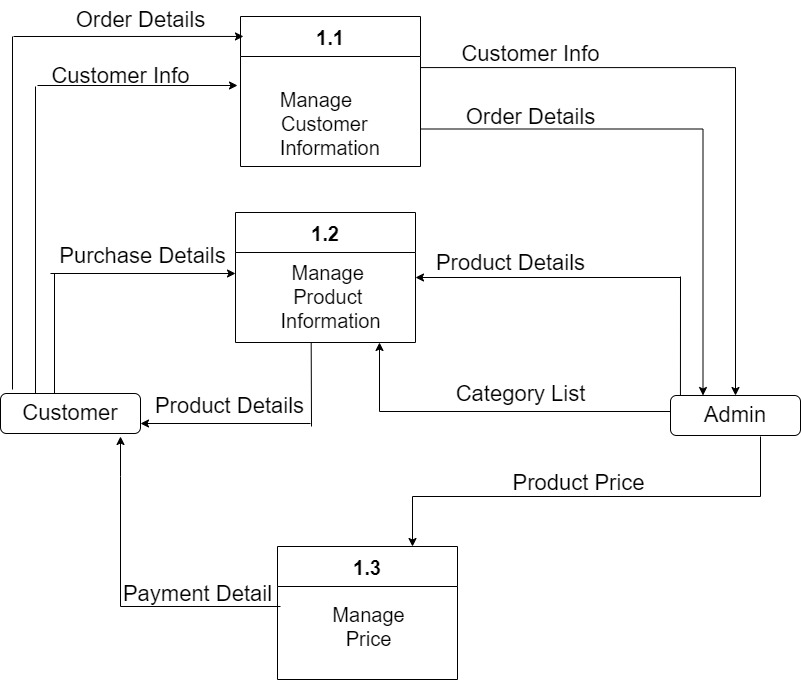 Order Details
1.1
Customer Info
Customer Info
Manage
Customer
Information
Order Details
1.2
Purchase Details
Product Details
Manage
Product
Information
Category List
Product Details
Customer
Admin
Product Price
1.3
Payment Detail
Manage
Price